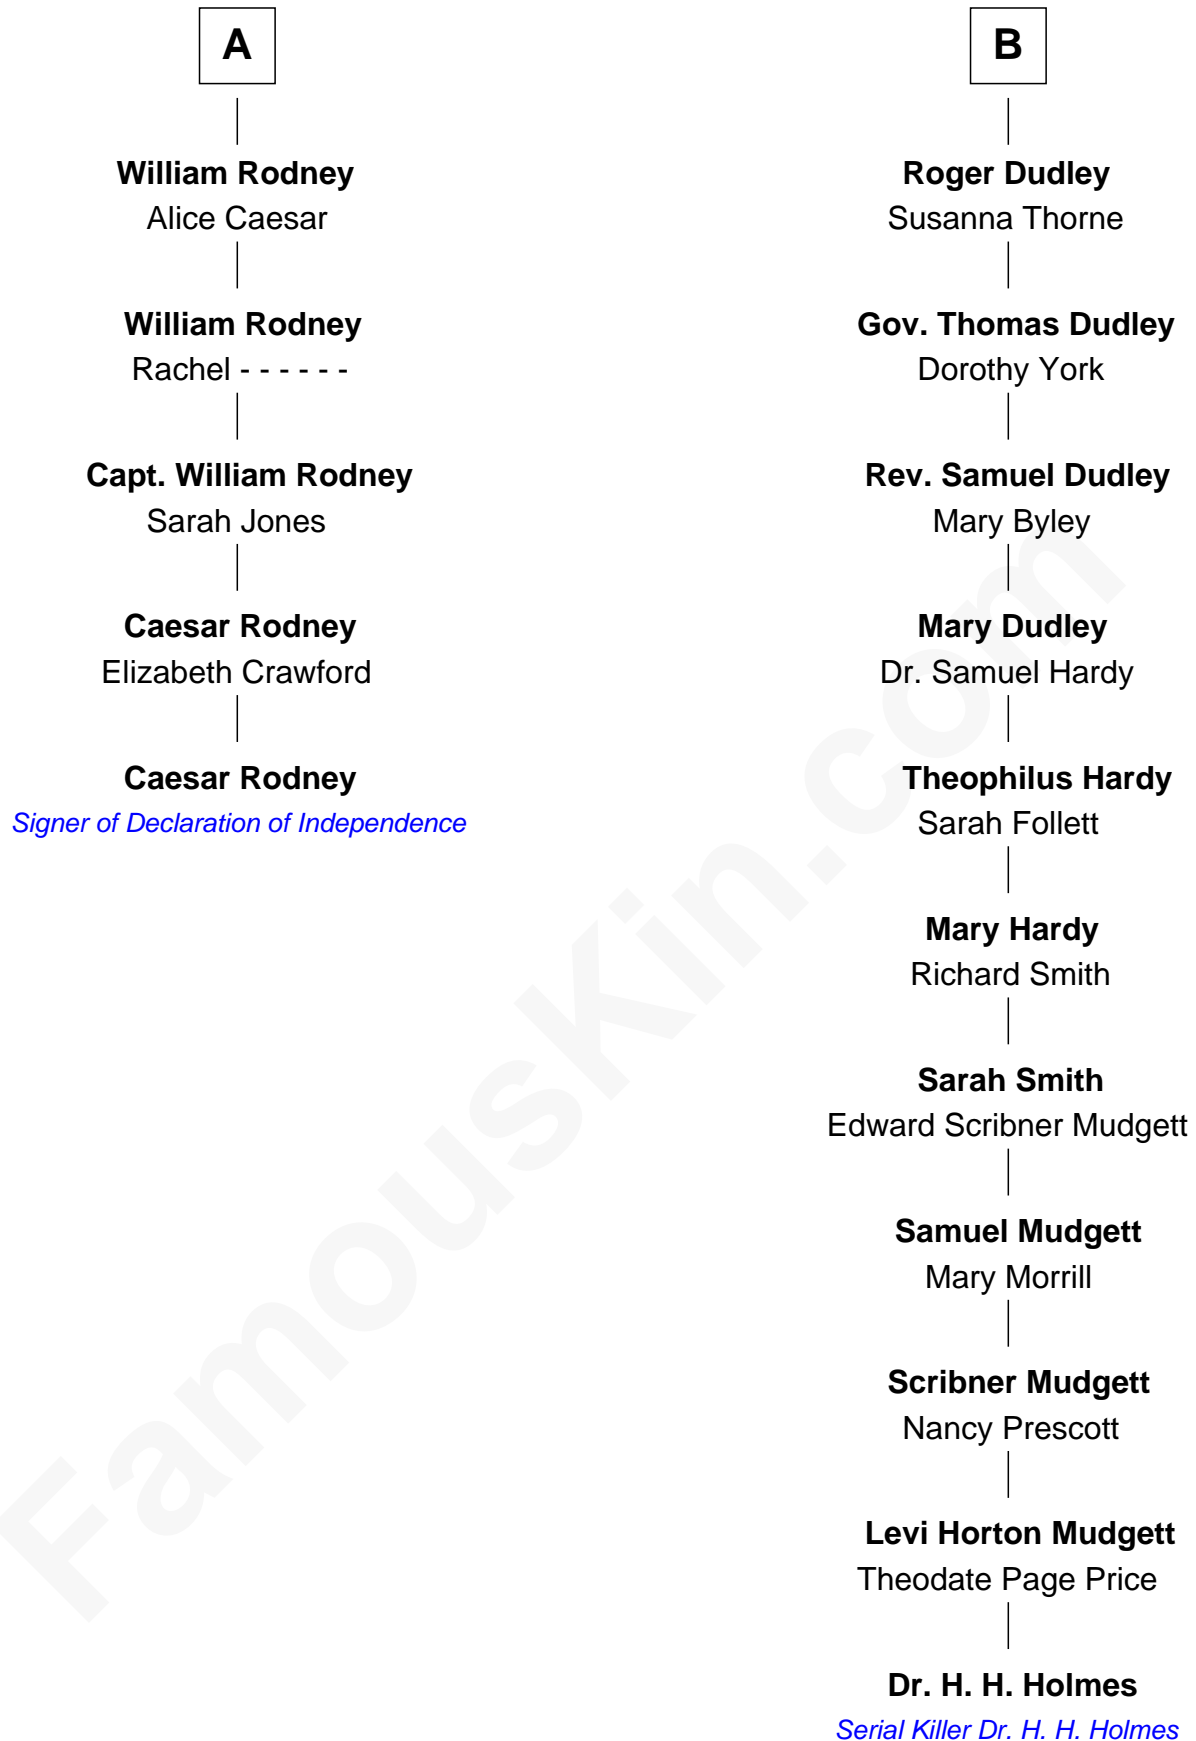 A
William Rodney
Alice Caesar
William Rodney
Rachel - - - - - -
Capt. William Rodney
Sarah Jones
Caesar Rodney
Elizabeth Crawford
Caesar Rodney
Signer of Declaration of Independence
B
Roger Dudley
Susanna Thorne
Gov. Thomas Dudley
Dorothy York
Rev. Samuel Dudley
Mary Byley
Mary Dudley
Dr. Samuel Hardy
Theophilus Hardy
Sarah Follett
Mary Hardy
Richard Smith
Sarah Smith
Edward Scribner Mudgett
Samuel Mudgett
Mary Morrill
Scribner Mudgett
Nancy Prescott
Levi Horton Mudgett
Theodate Page Price
Dr. H. H. Holmes
Serial Killer Dr. H. H. Holmes
FamousKin.com